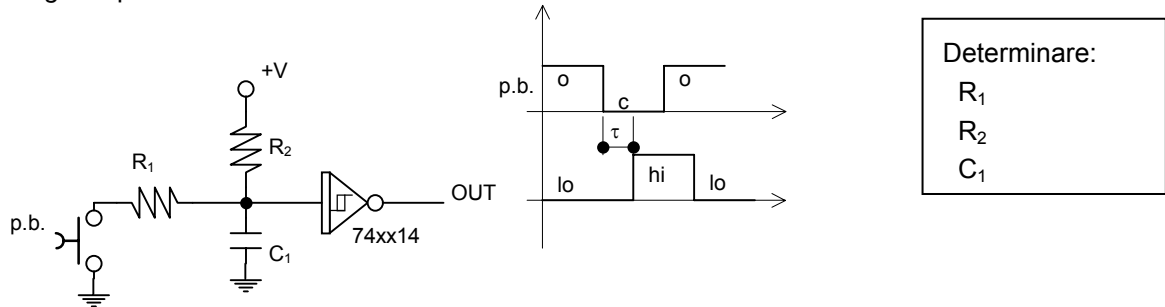 +V
R2
R1
p.b.
C1
74xx14
OUT
p.b.
o
c
o
τ
lo
hi
lo
Determinare:
R1
R2
C1